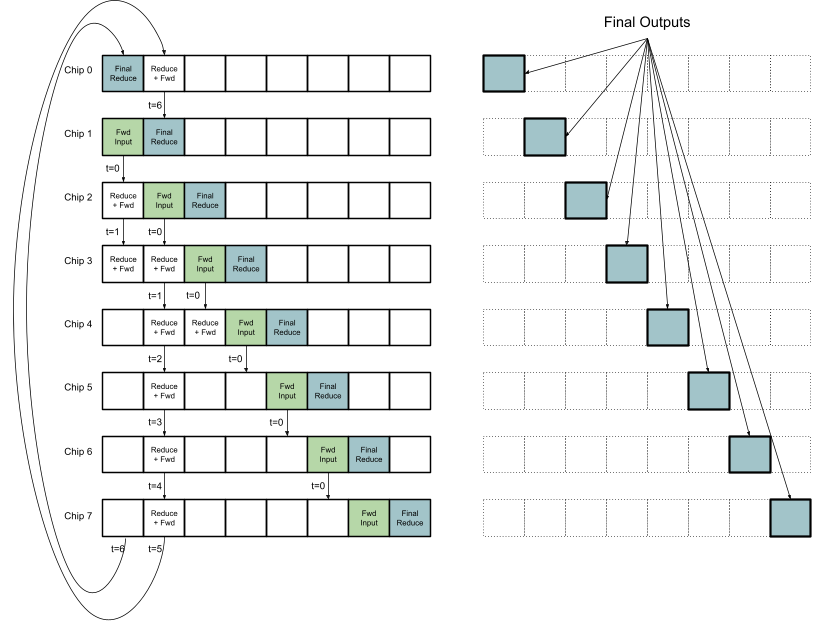 Final Outputs
Chip 0
Final Reduce
Reduce + Fwd
t=6
Chip 1
Fwd Input
Final Reduce
t=0
Chip 2
Reduce + Fwd
Fwd Input
Final Reduce
t=1
t=0
Chip 3
Reduce + Fwd
Reduce + Fwd
Fwd Input
Final Reduce
t=1
t=0
Chip 4
Reduce + Fwd
Reduce + Fwd
Fwd Input
Final Reduce
t=2
t=0
Chip 5
Reduce + Fwd
Fwd Input
Final Reduce
t=3
t=0
Chip 6
Reduce + Fwd
Fwd Input
Final Reduce
t=4
t=0
Chip 7
Reduce + Fwd
Fwd Input
Final Reduce
t=6
t=5